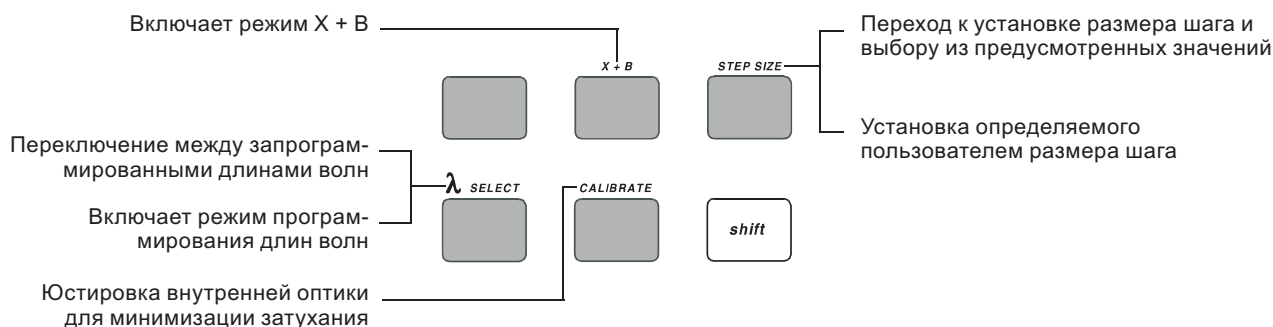 Включает режим X + B
Переход к установке размера шага и
выбору из предусмотренных значений
X + B
STEP SIZE
Установка определяемого
пользователем размера шага
Переключение между запрограм-
мированными длинами волн
λ SELECT
CALIBRATE
Включает режим програм-
мирования длин волн
shift
Юстировка внутренней оптики
для минимизации затухания